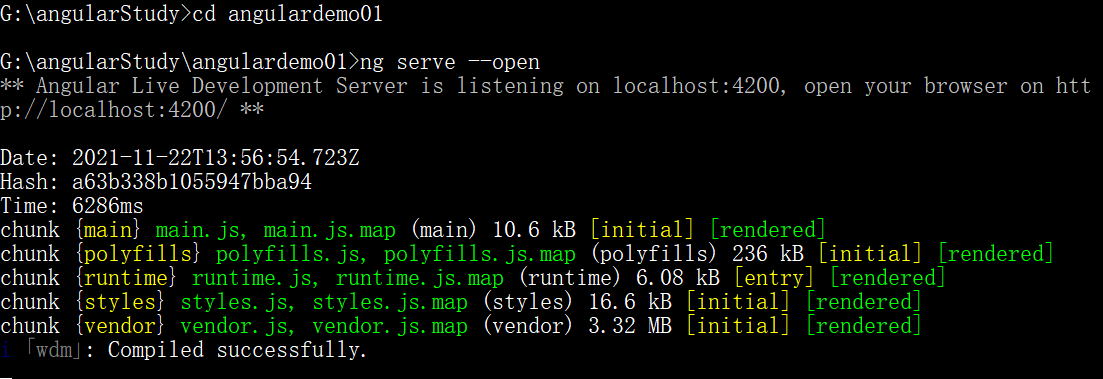 G:\angularStudy>cd angulardemo01
G:\angularStudy\angulardemo01>ng serve --open
** Angular Live Development Server is listening on localhost:4200, open your browser on htt
p://localhost:4200/ **
Date: 2021-11-22T13:56:54.723Z
Hash: a63b338b1055947bba94
Time: 6286ms
chunk {main} main.js, main.js.map (main) 10.6 kB [initial] [rendered]
chunk {polyfills} polyfills.js, polyfills.js.map (polyfills) 236 kB [initial] [rendered]
chunk {runtime} runtime.js, runtime.js.map (runtime) 6.08 kB [entry] [rendered]
chunk {styles} styles.js, styles.js.map (styles) 16.6 kB [initial] [rendered]
chunk {vendor} vendor.js, vendor.js.map (vendor) 3.32 MB [initial] [rendered]
i 「wdm」: Compiled successfully.